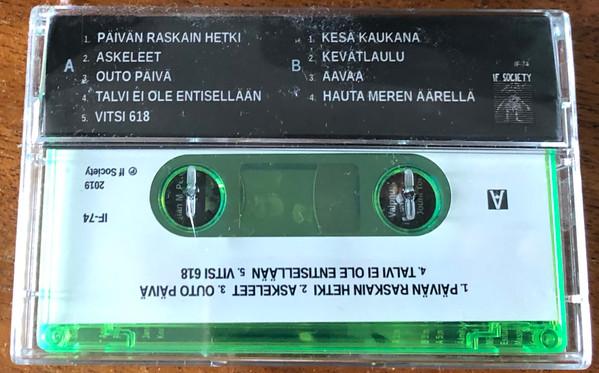 A
1. PÄIVÄN RASKAIN HETKI
2. ASKELEET
3. OUTO PÄIVÄ
4. TALVI EI OLE ENTISELLÄÄN
5. VITSI 618
B
1. KESÄ KAUKANA
2. KEVÄTLAULU
3. AAVAA
4. HAUTA MEREN ÄÄRELLÄ
IF-74
IF SOCIETY
A
1. PÄIVÄN RASKAIN HETKI 2. ASKELEET 3. OUTO PÄIVÄ
4. TALVI EI OLE ENTISELLÄÄN 5. VITSI 618
IF-74
2019
℗ If Society